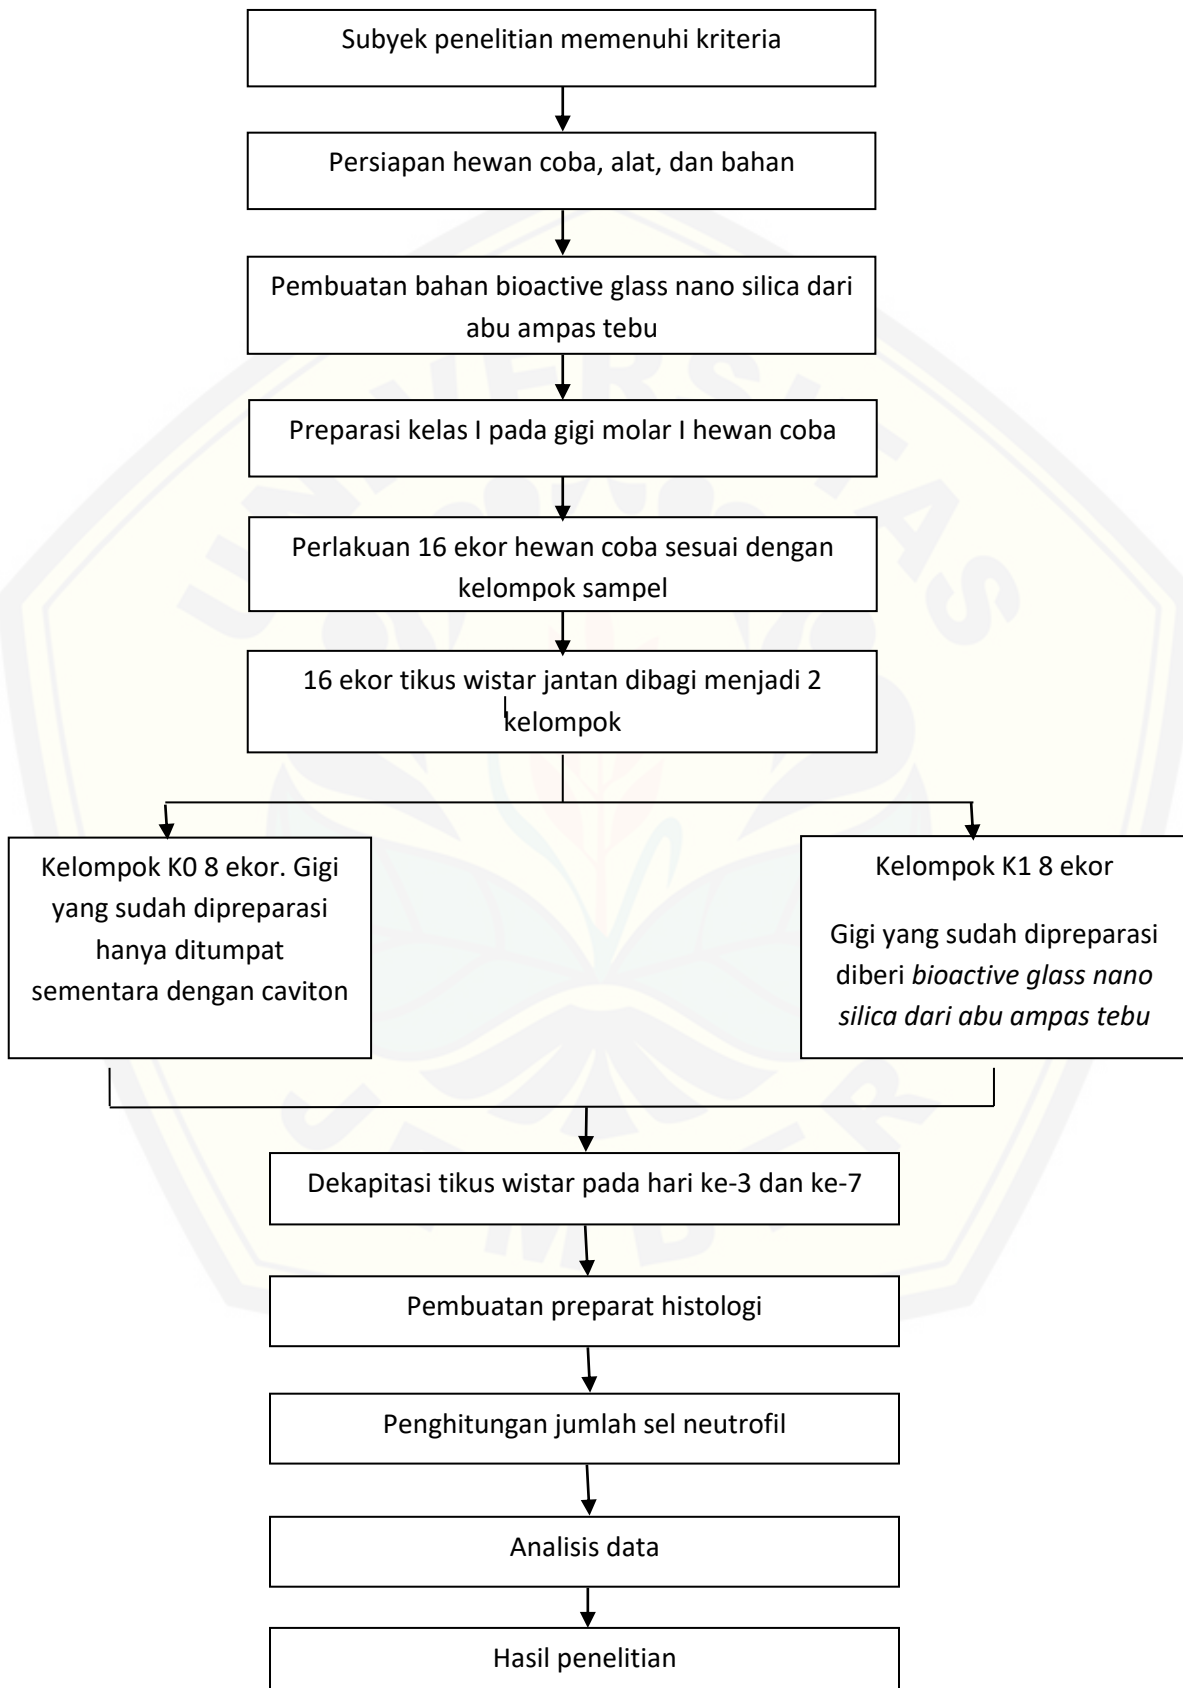 Subyek penelitian memenuhi kriteria
Persiapan hewan coba, alat, dan bahan
Pembuatan bahan bioactive glass nano silica dari
abu ampas tebu
Preparasi kelas I pada gigi molar I hewan coba
Perlakuan 16 ekor hewan coba sesuai dengan
kelompok sampel
16 ekor tikus wistar jantan dibagi menjadi 2
kelompok
Kelompok K0 8 ekor. Gigi
yang sudah dipreparasi
hanya ditumpat
sementara dengan caviton
Kelompok K1 8 ekor
Gigi yang sudah dipreparasi
diberi bioactive glass nano
silica dari abu ampas tebu
Dekapitasi tikus wistar pada hari ke-3 dan ke-7
Pembuatan preparat histologi
Penghitungan jumlah sel neutrofil
Analisis data
Hasil penelitian
UNIVERSITAS
JEMBER